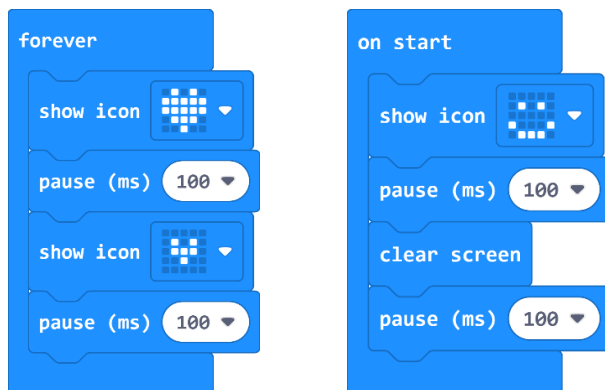 forever
show icon
pause (ms) 100
show icon
pause (ms) 100
on start
show icon
pause (ms) 100
clear screen
pause (ms) 100